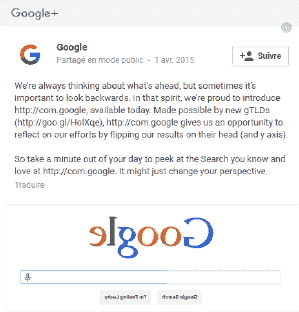 Google+
Google
Partagé en mode public - 1 avr. 2015
Suivre
We're always thinking about what's ahead, but sometimes it's
important to look backwards. In that spirit, we're proud to introduce
http://com.google, available today. Made possible by new gTLDs
(http://goo.gl/HolXqe), http://com.google gives us an opportunity to
reflect on our efforts by flipping our results on their head (and y axis).
So take a minute out of your day to peek at the Search you know and
love at http://com.google. It might just change your perspective.
Traduire
Google
I'm Feeling Lucky Google Search